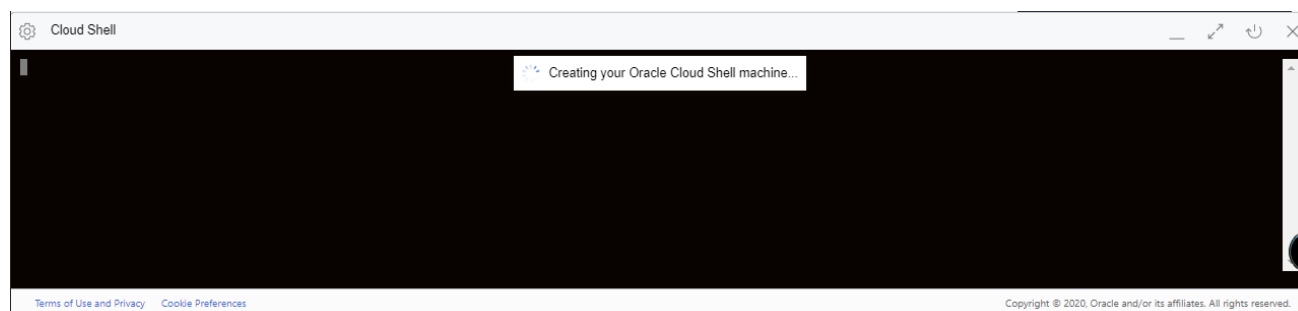 Cloud Shell
Creating your Oracle Cloud Shell machine...
Terms of Use and Privacy Cookie Preferences Copyright © 2020, Oracle and/or its affiliates. All rights reserved.